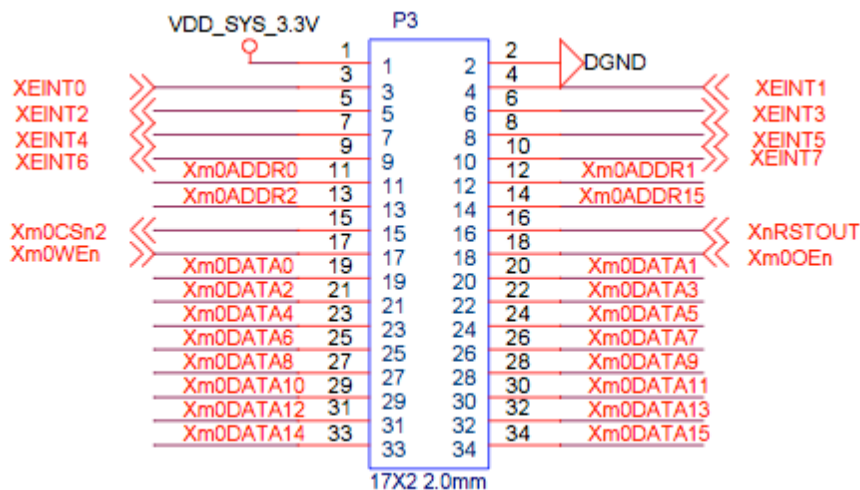 VDD_SYS_3.3V P3
1 1 2 2 DGND
XEINT0 3 3 4 4 XEINT1
XEINT2 5 5 6 6 XEINT3
XEINT4 7 7 8 8 XEINT5
XEINT6 9 9 10 10 XEINT7
Xm0ADDR0 11 11 12 12 Xm0ADDR1
Xm0ADDR2 13 13 14 14 Xm0ADDR15
Xm0CSn2 15 15 16 16 XnRSTOUT
Xm0WEn 17 17 18 18 Xm0OEn
Xm0DATA0 19 19 20 20 Xm0DATA1
Xm0DATA2 21 21 22 22 Xm0DATA3
Xm0DATA4 23 23 24 24 Xm0DATA5
Xm0DATA6 25 25 26 26 Xm0DATA7
Xm0DATA8 27 27 28 28 Xm0DATA9
Xm0DATA10 29 29 30 30 Xm0DATA11
Xm0DATA12 31 31 32 32 Xm0DATA13
Xm0DATA14 33 33 34 34 Xm0DATA15
17X2 2.0mm